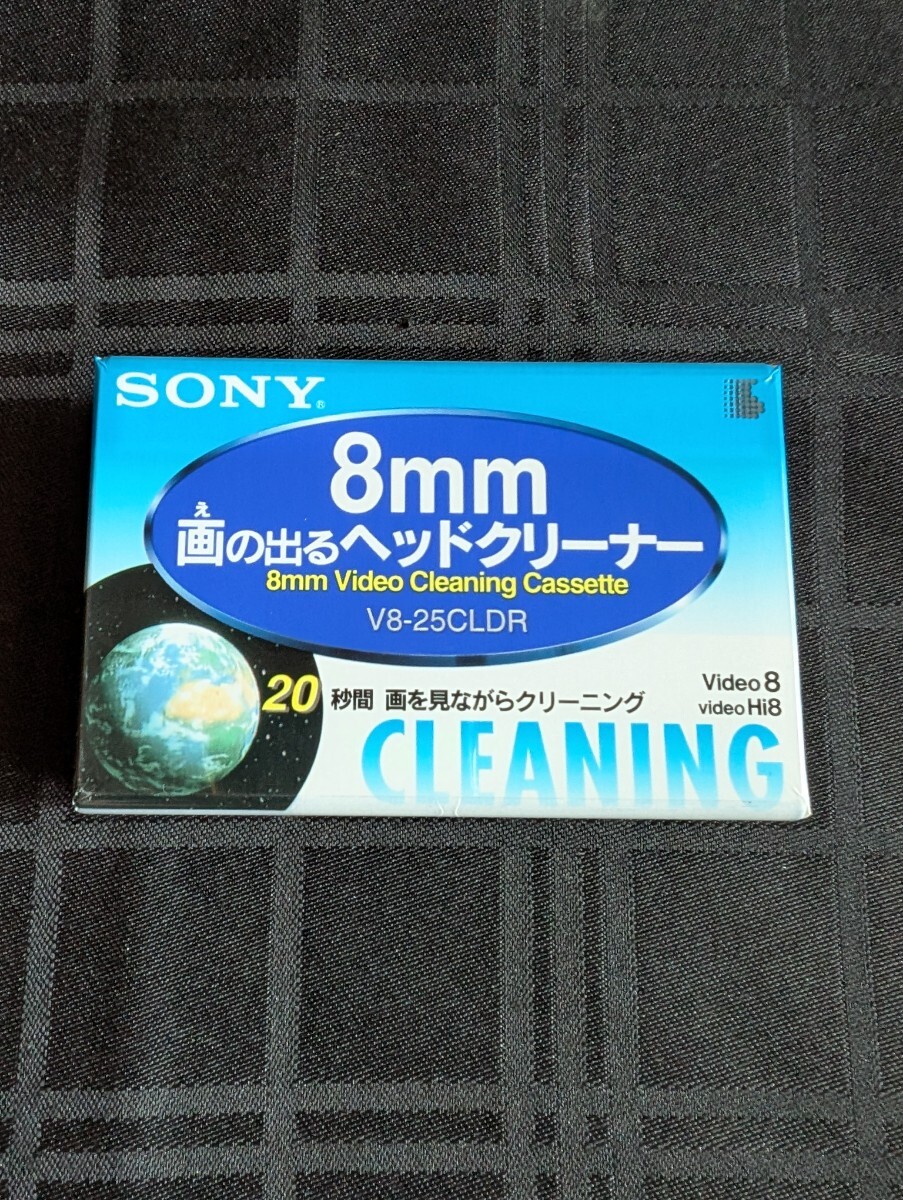 SONY®
8mm
え
画の出るヘッドクリーナー
8mm Video Cleaning Cassette
V8-25CLDR
20 秒間 画を見ながらクリーニング
Video 8
video Hi8
CLEANING